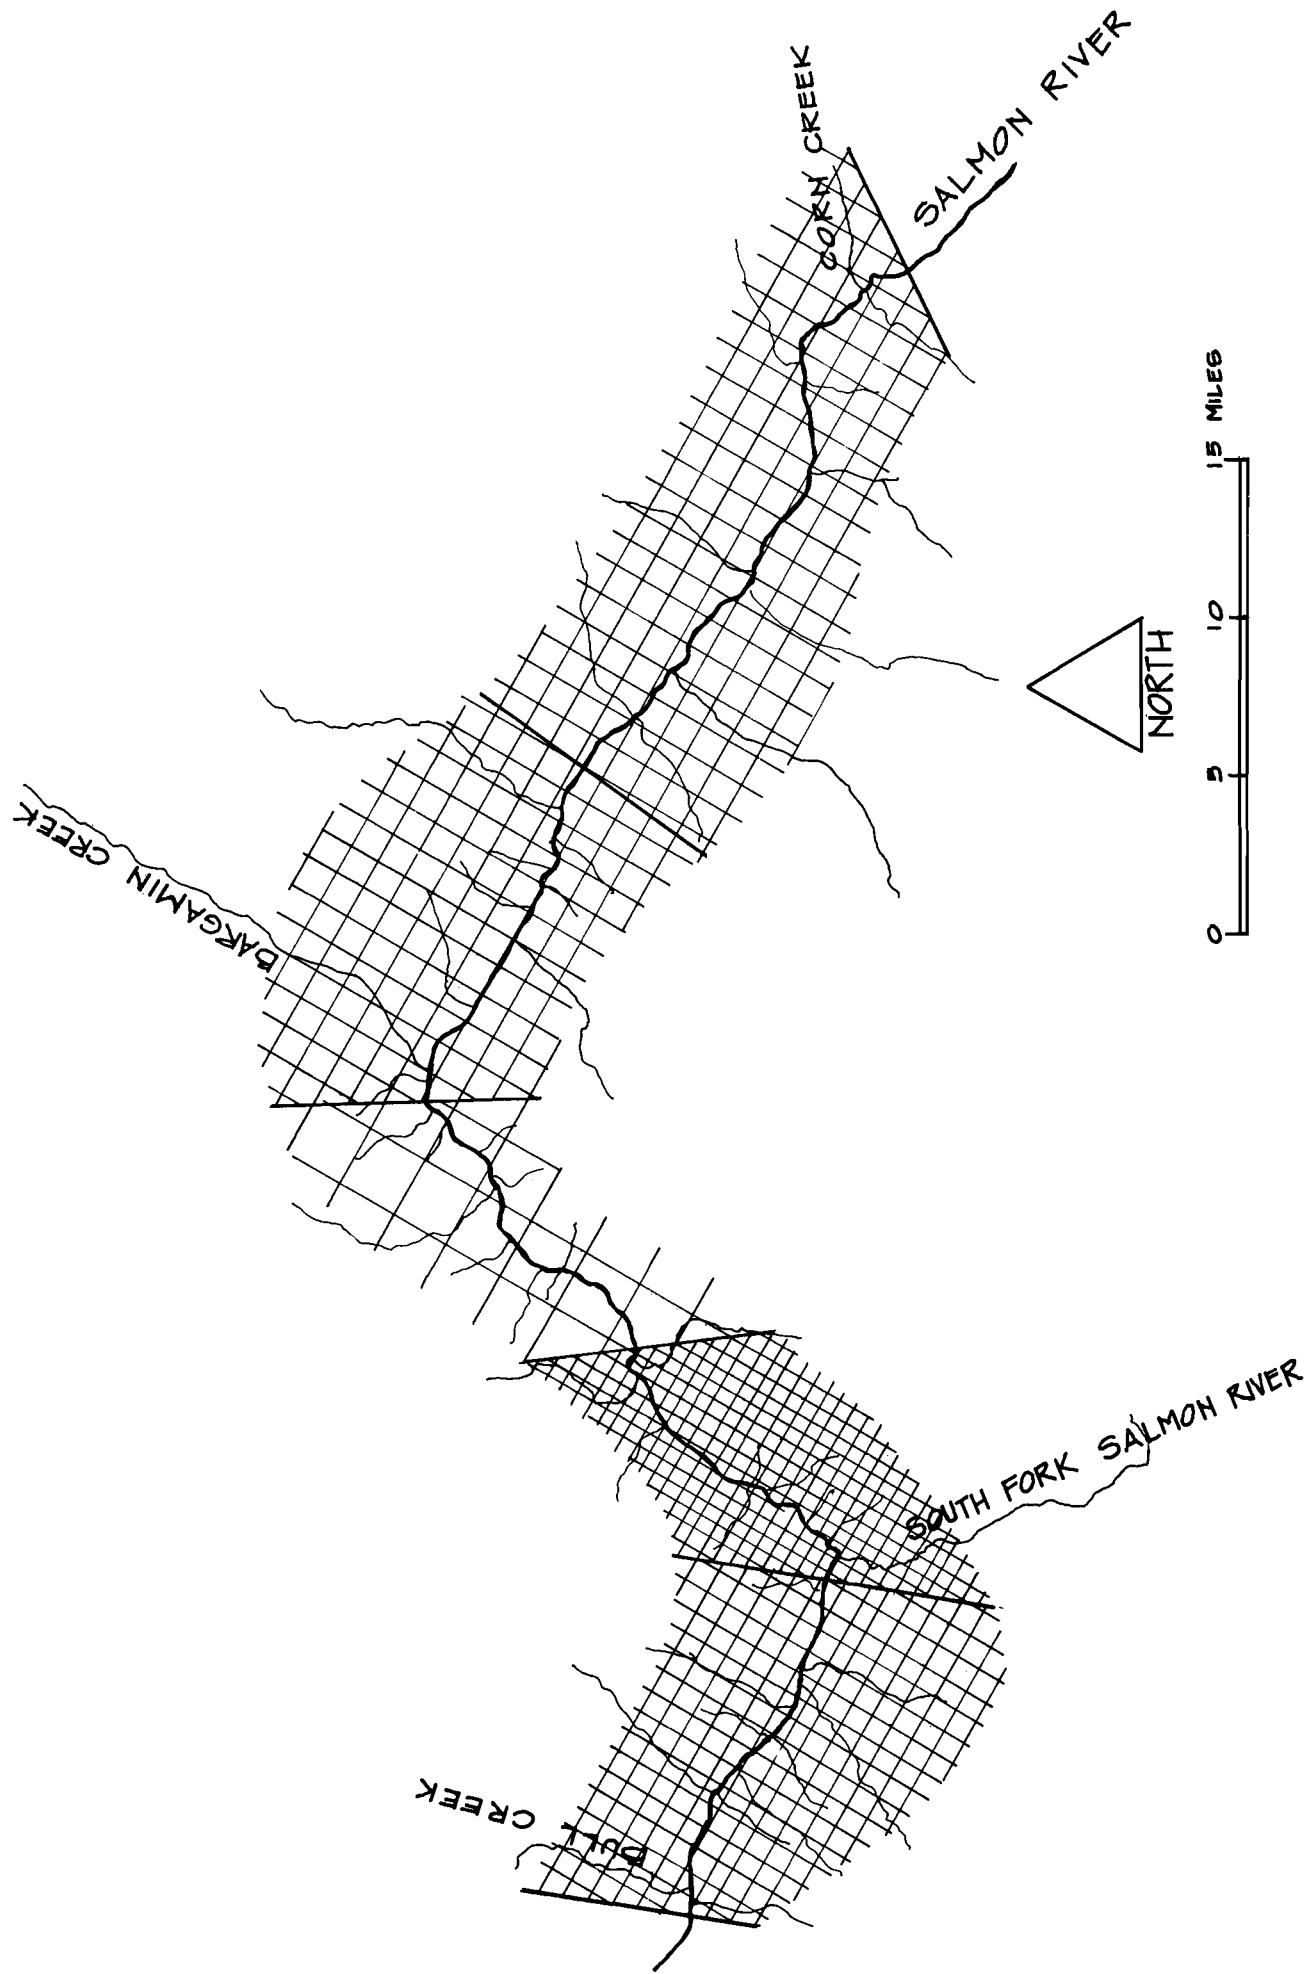 CORN CREEK
SALMON RIVER
BARGAMIN CREEK
SOUTH FORK SALMON RIVER
BULL CREEK
NORTH
0 5 10 15 MILES